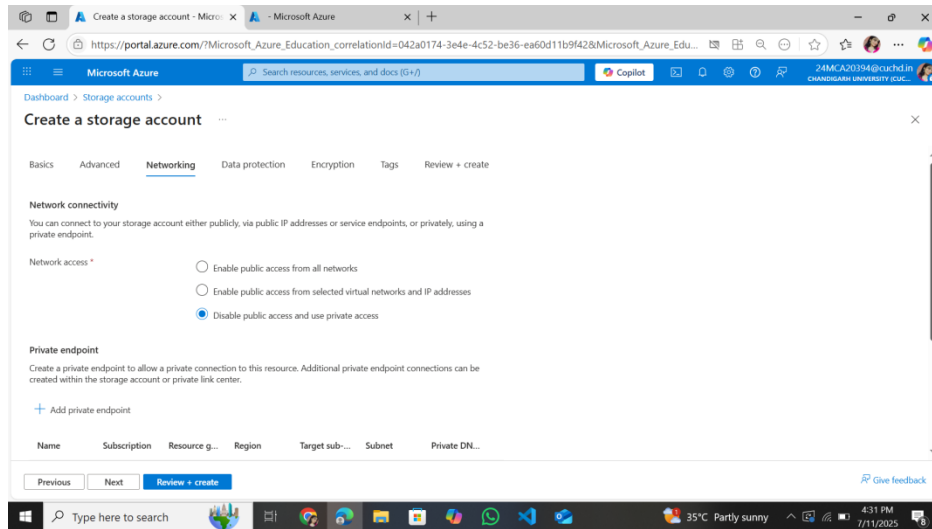 Create a storage account - Micros
- Microsoft Azure
https://portal.azure.com/?Microsoft_Azure_Education_correlationId=042a0174-3e4e-4c52-be36-ea60d11b9f42&Microsoft_Azure_Edu...
Microsoft Azure
Search resources, services, and docs (G+/)
Copilot
24MCA20394@cuchd.in
CHANDIGARH UNIVERSITY (CUC...
Dashboard > Storage accounts >
Create a storage account ...
Basics Advanced Networking Data protection Encryption Tags Review + create
Network connectivity
You can connect to your storage account either publicly, via public IP addresses or service endpoints, or privately, using a
private endpoint.
Network access *
Enable public access from all networks
Enable public access from selected virtual networks and IP addresses
Disable public access and use private access
Private endpoint
Create a private endpoint to allow a private connection to this resource. Additional private endpoint connections can be
created within the storage account or private link center.
+ Add private endpoint
Name Subscription Resource g... Region Target sub-... Subnet Private DN...
Previous Next Review + create Give feedback
Type here to search
35°C Partly sunny
4:31 PM
7/11/2025
8